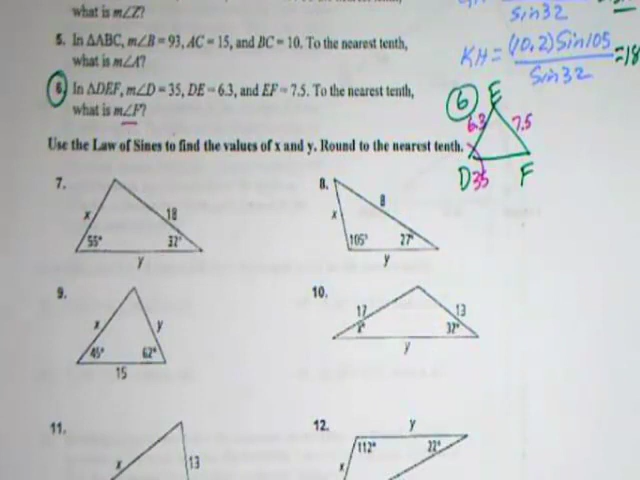 what is m∠Z?
5. In ΔABC, m∠B = 93, AC = 15, and BC = 10. To the nearest tenth,
what is m∠A?
6. In ΔDEF, m∠D = 35, DE = 6.3, and EF = 7.5. To the nearest tenth,
what is m∠F?
Use the Law of Sines to find the values of x and y. Round to the nearest tenth.
sin32
KH = (10.2) Sin105 = 18
Sin32
6
E
6.3
7.5
D 35 F
7.
x
18
55°
32°
y
8.
8
x
105°
27°
y
9.
x
y
45°
62°
15
10.
17
13
x°
37°
y
11.
x
13
12.
y
112°
22°
x